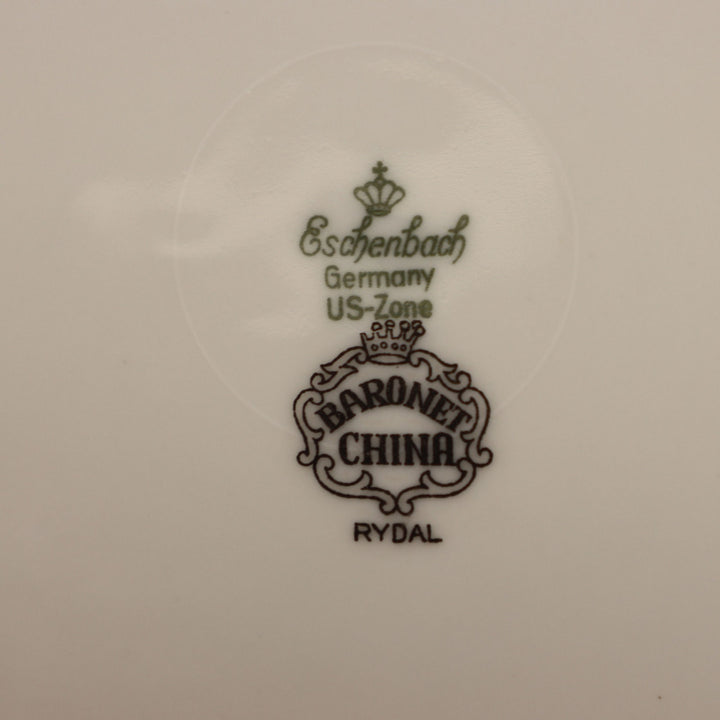 Eschenbach
Germany
US-Zone
BARONET
CHINA
RYDAL